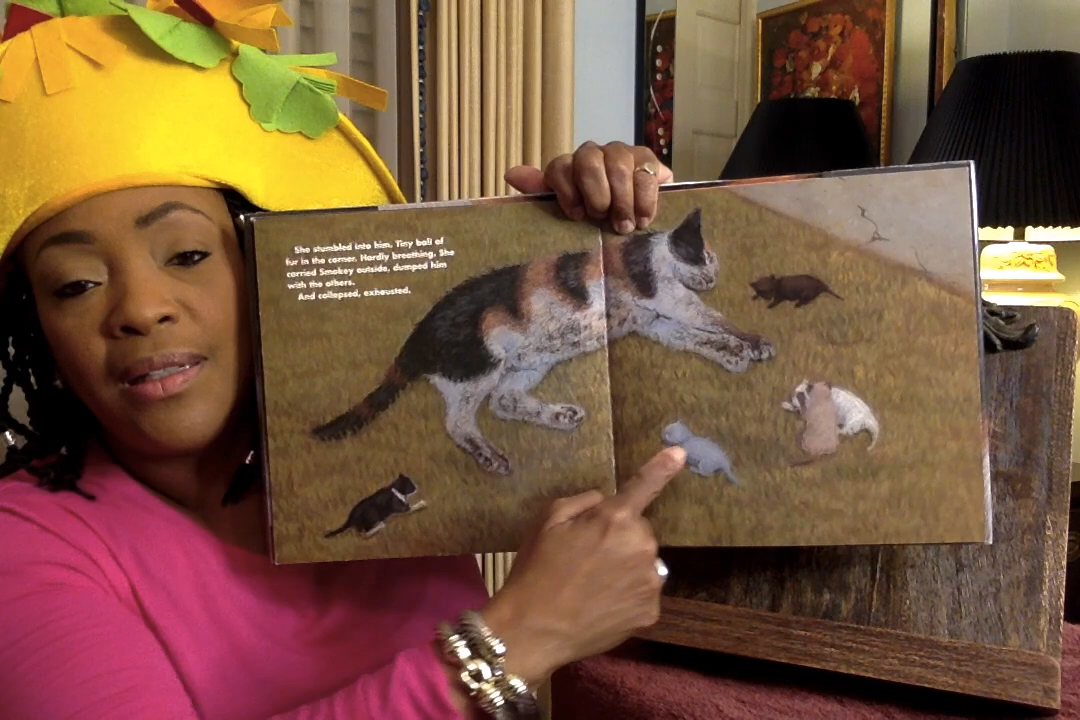 She stumbled into him. Tiny ball of
fur in the corner. Hardly breathing. She
carried Smokey outside, dumped him
with the others.
And collapsed, exhausted.